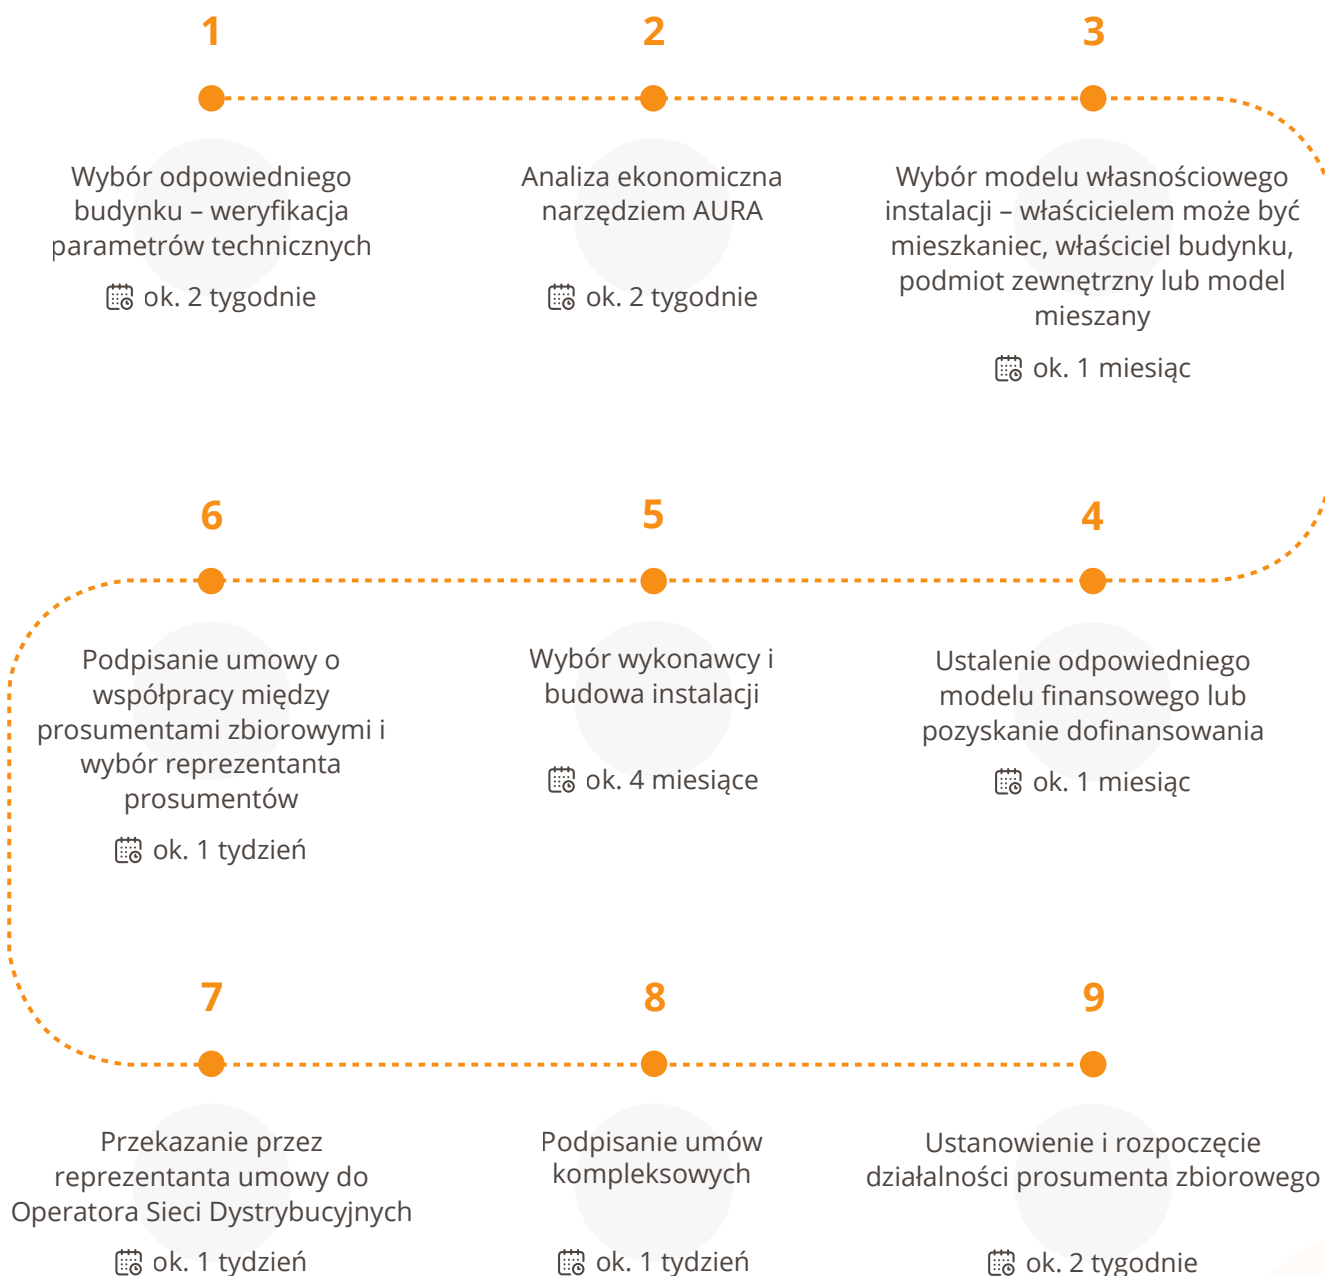 1
Wybór odpowiedniego
budynku – weryfikacja
parametrów technicznych
ok. 2 tygodnie
2
Analiza ekonomiczna
narzędziem AURA
ok. 2 tygodnie
3
Wybór modelu własnościowego
instalacji – właścicielem może być
mieszkaniec, właściciel budynku,
podmiot zewnętrzny lub model
mieszany
ok. 1 miesiąc
4
Ustalenie odpowiedniego
modelu finansowego lub
pozyskanie dofinansowania
ok. 1 miesiąc
5
Wybór wykonawcy i
budowa instalacji
ok. 4 miesiące
6
Podpisanie umowy o
współpracy między
prosumentami zbiorowymi i
wybór reprezentanta
prosumentów
ok. 1 tydzień
7
Przekazanie przez
reprezentanta umowy do
Operatora Sieci Dystrybucyjnych
ok. 1 tydzień
8
Podpisanie umów
kompleksowych
ok. 1 tydzień
9
Ustanowienie i rozpoczęcie
działalności prosumenta zbiorowego
ok. 2 tygodnie